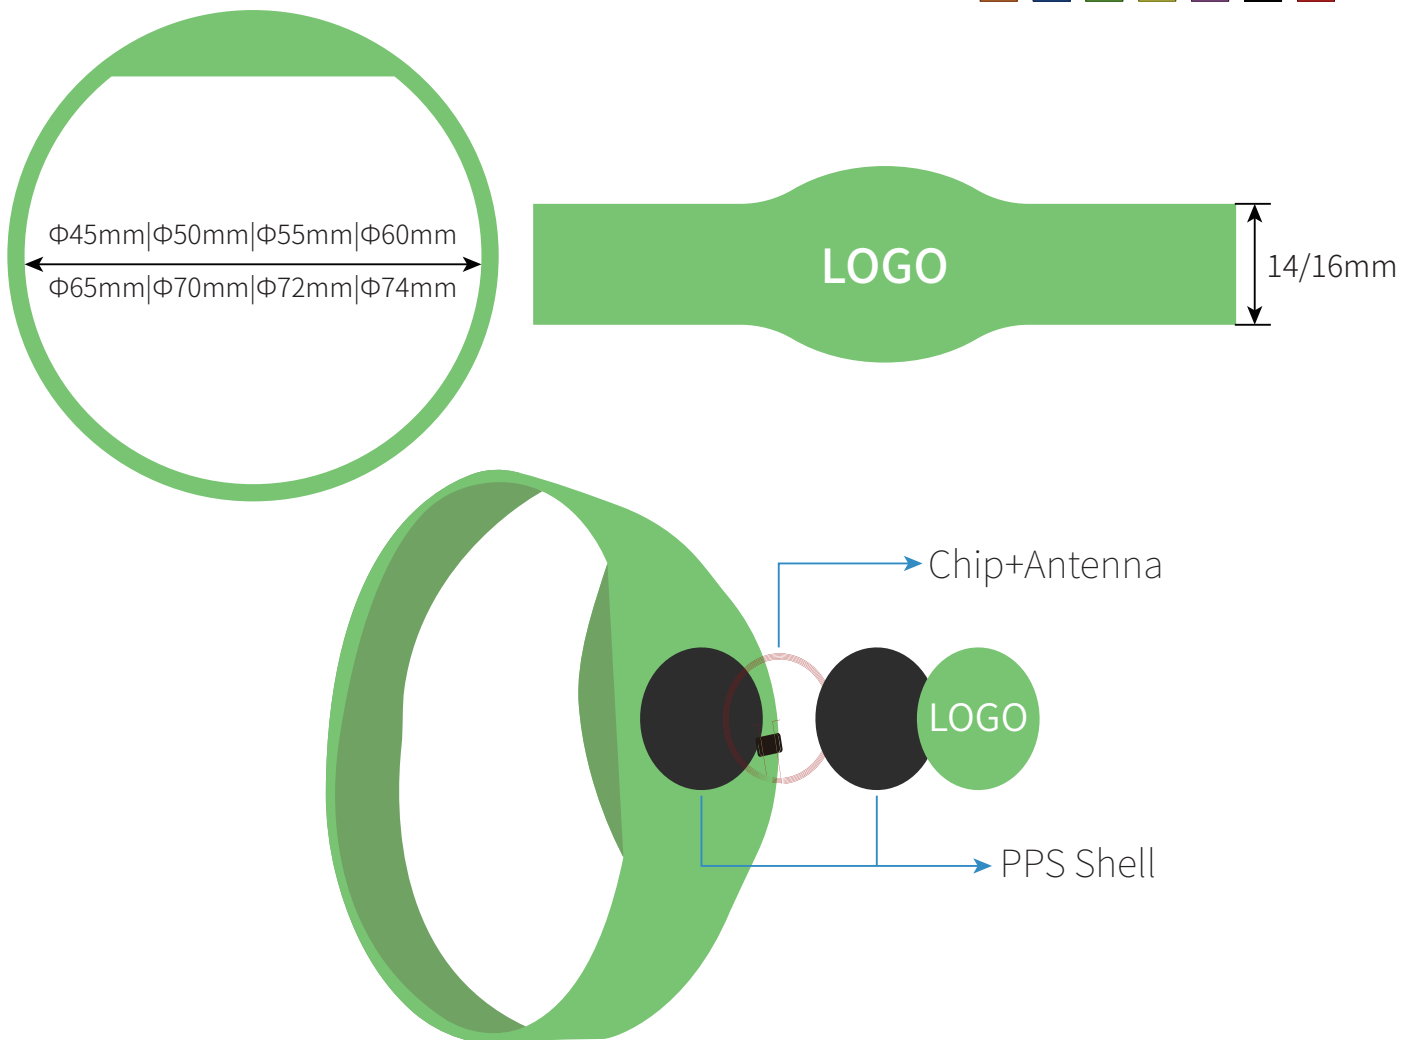 Φ45mm|Φ50mm|Φ55mm|Φ60mm
Φ65mm|Φ70mm|Φ72mm|Φ74mm
LOGO
14/16mm
Chip+Antenna
LOGO
PPS Shell